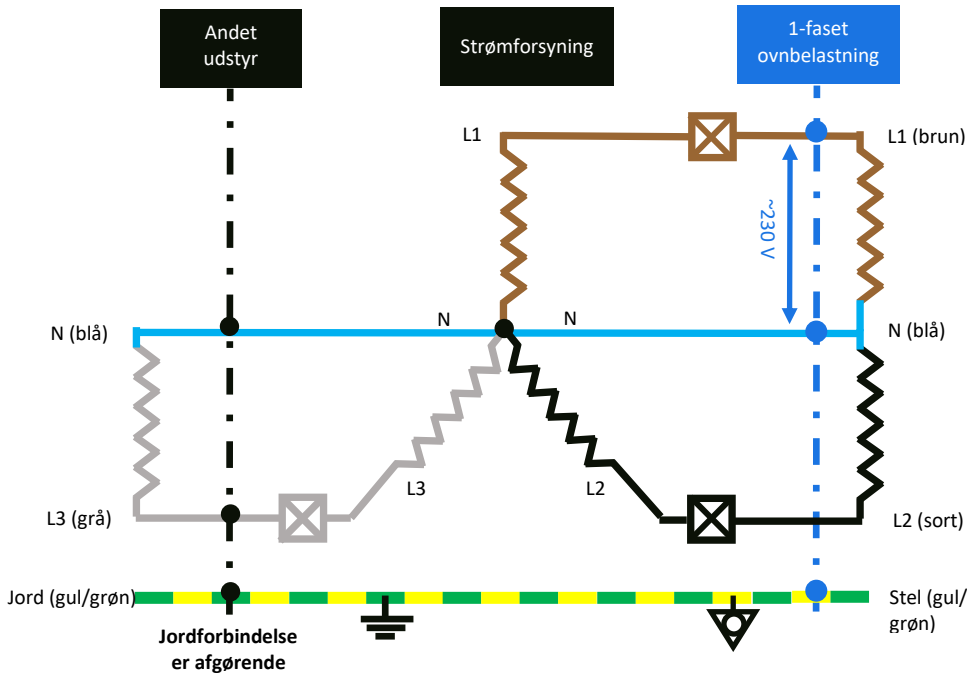 Andet
udstyr
Strømforsyning
1-faset
ovnbelastning
L1
L1 (brun)
~230 V
N (blå)
N
N
N (blå)
L3
L2
L3 (grå)
L2 (sort)
Jord (gul/grøn)
Stel (gul/
grøn)
Jordforbindelse
er afgørende